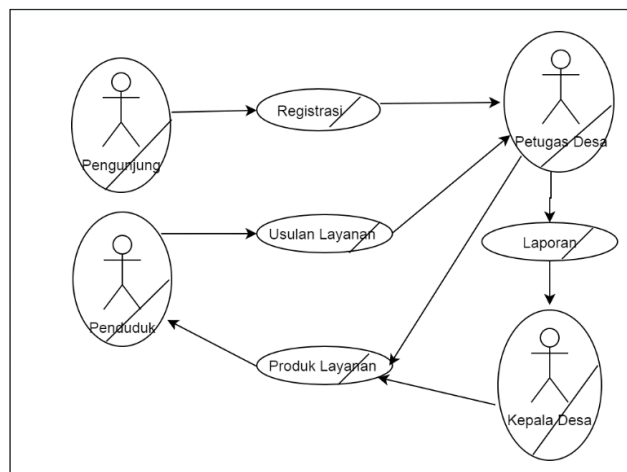 Registrasi
Petugas Desa
Pengunjung
Usulan Layanan
Laporan
Penduduk
Produk Layanan
Kepala Desa